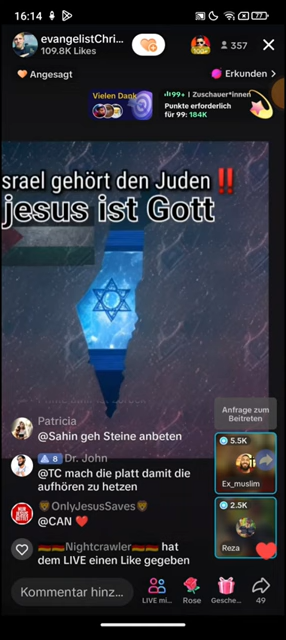 16:14
77
evangelistChri...
109.8K Likes
357
Angesagt
Erkunden
Vielen Dank
99+ | Zuschauer*innen
Punkte erforderlich
für 99: 184K
srael gehört den Juden ‼️
jesus ist Gott
Anfrage zum
Beitreten
Patricia
@Sahin geh Steine anbeten
8 Dr. John
@TC mach die platt damit die
aufhören zu hetzen
🦁OnlyJesusSaves🦁
@CAN ❤️
🇩🇪🇩🇪Nightcrawler🇩🇪🇩🇪 hat
dem LIVE einen Like gegeben
5.5K
Ex_muslim
2.5K
Reza
Kommentar hinz...
LIVE mi...
Rose
Gesche...
49